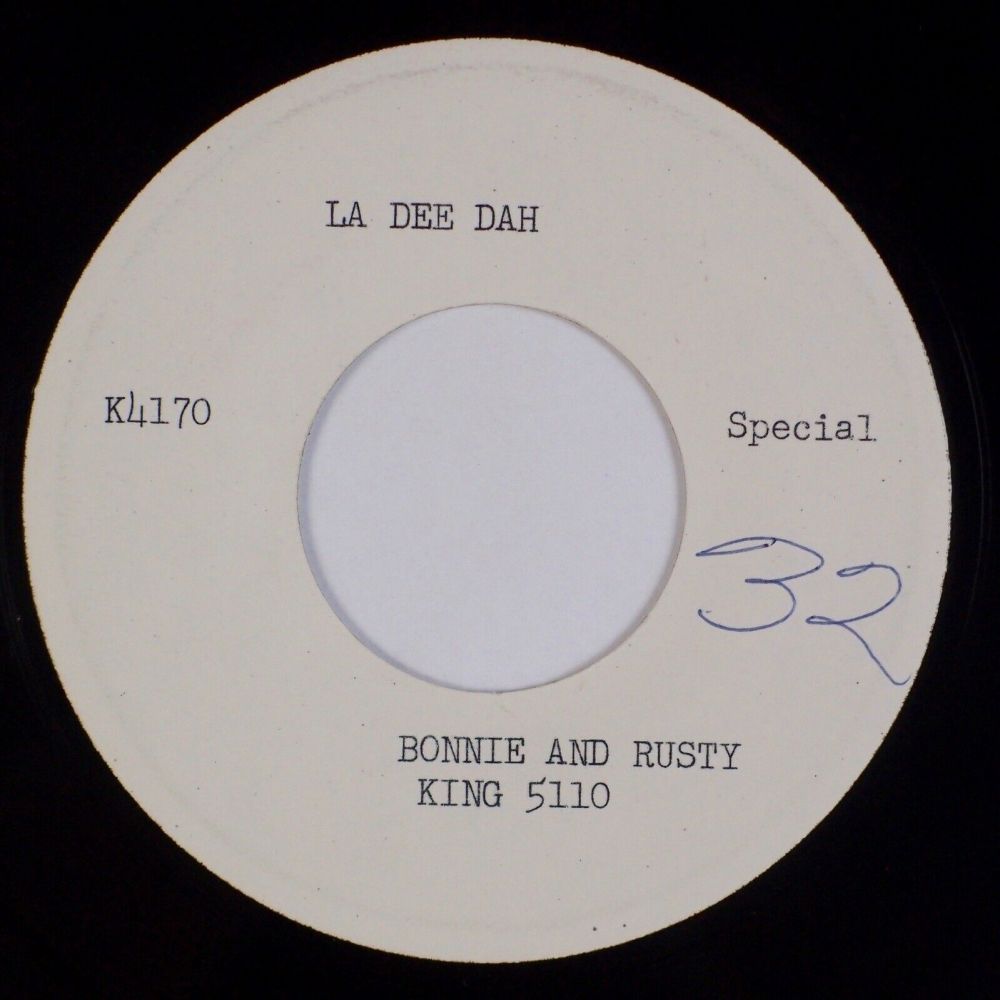 LA DEE DAH
K4170
Special
32
BONNIE AND RUSTY
KING 5110